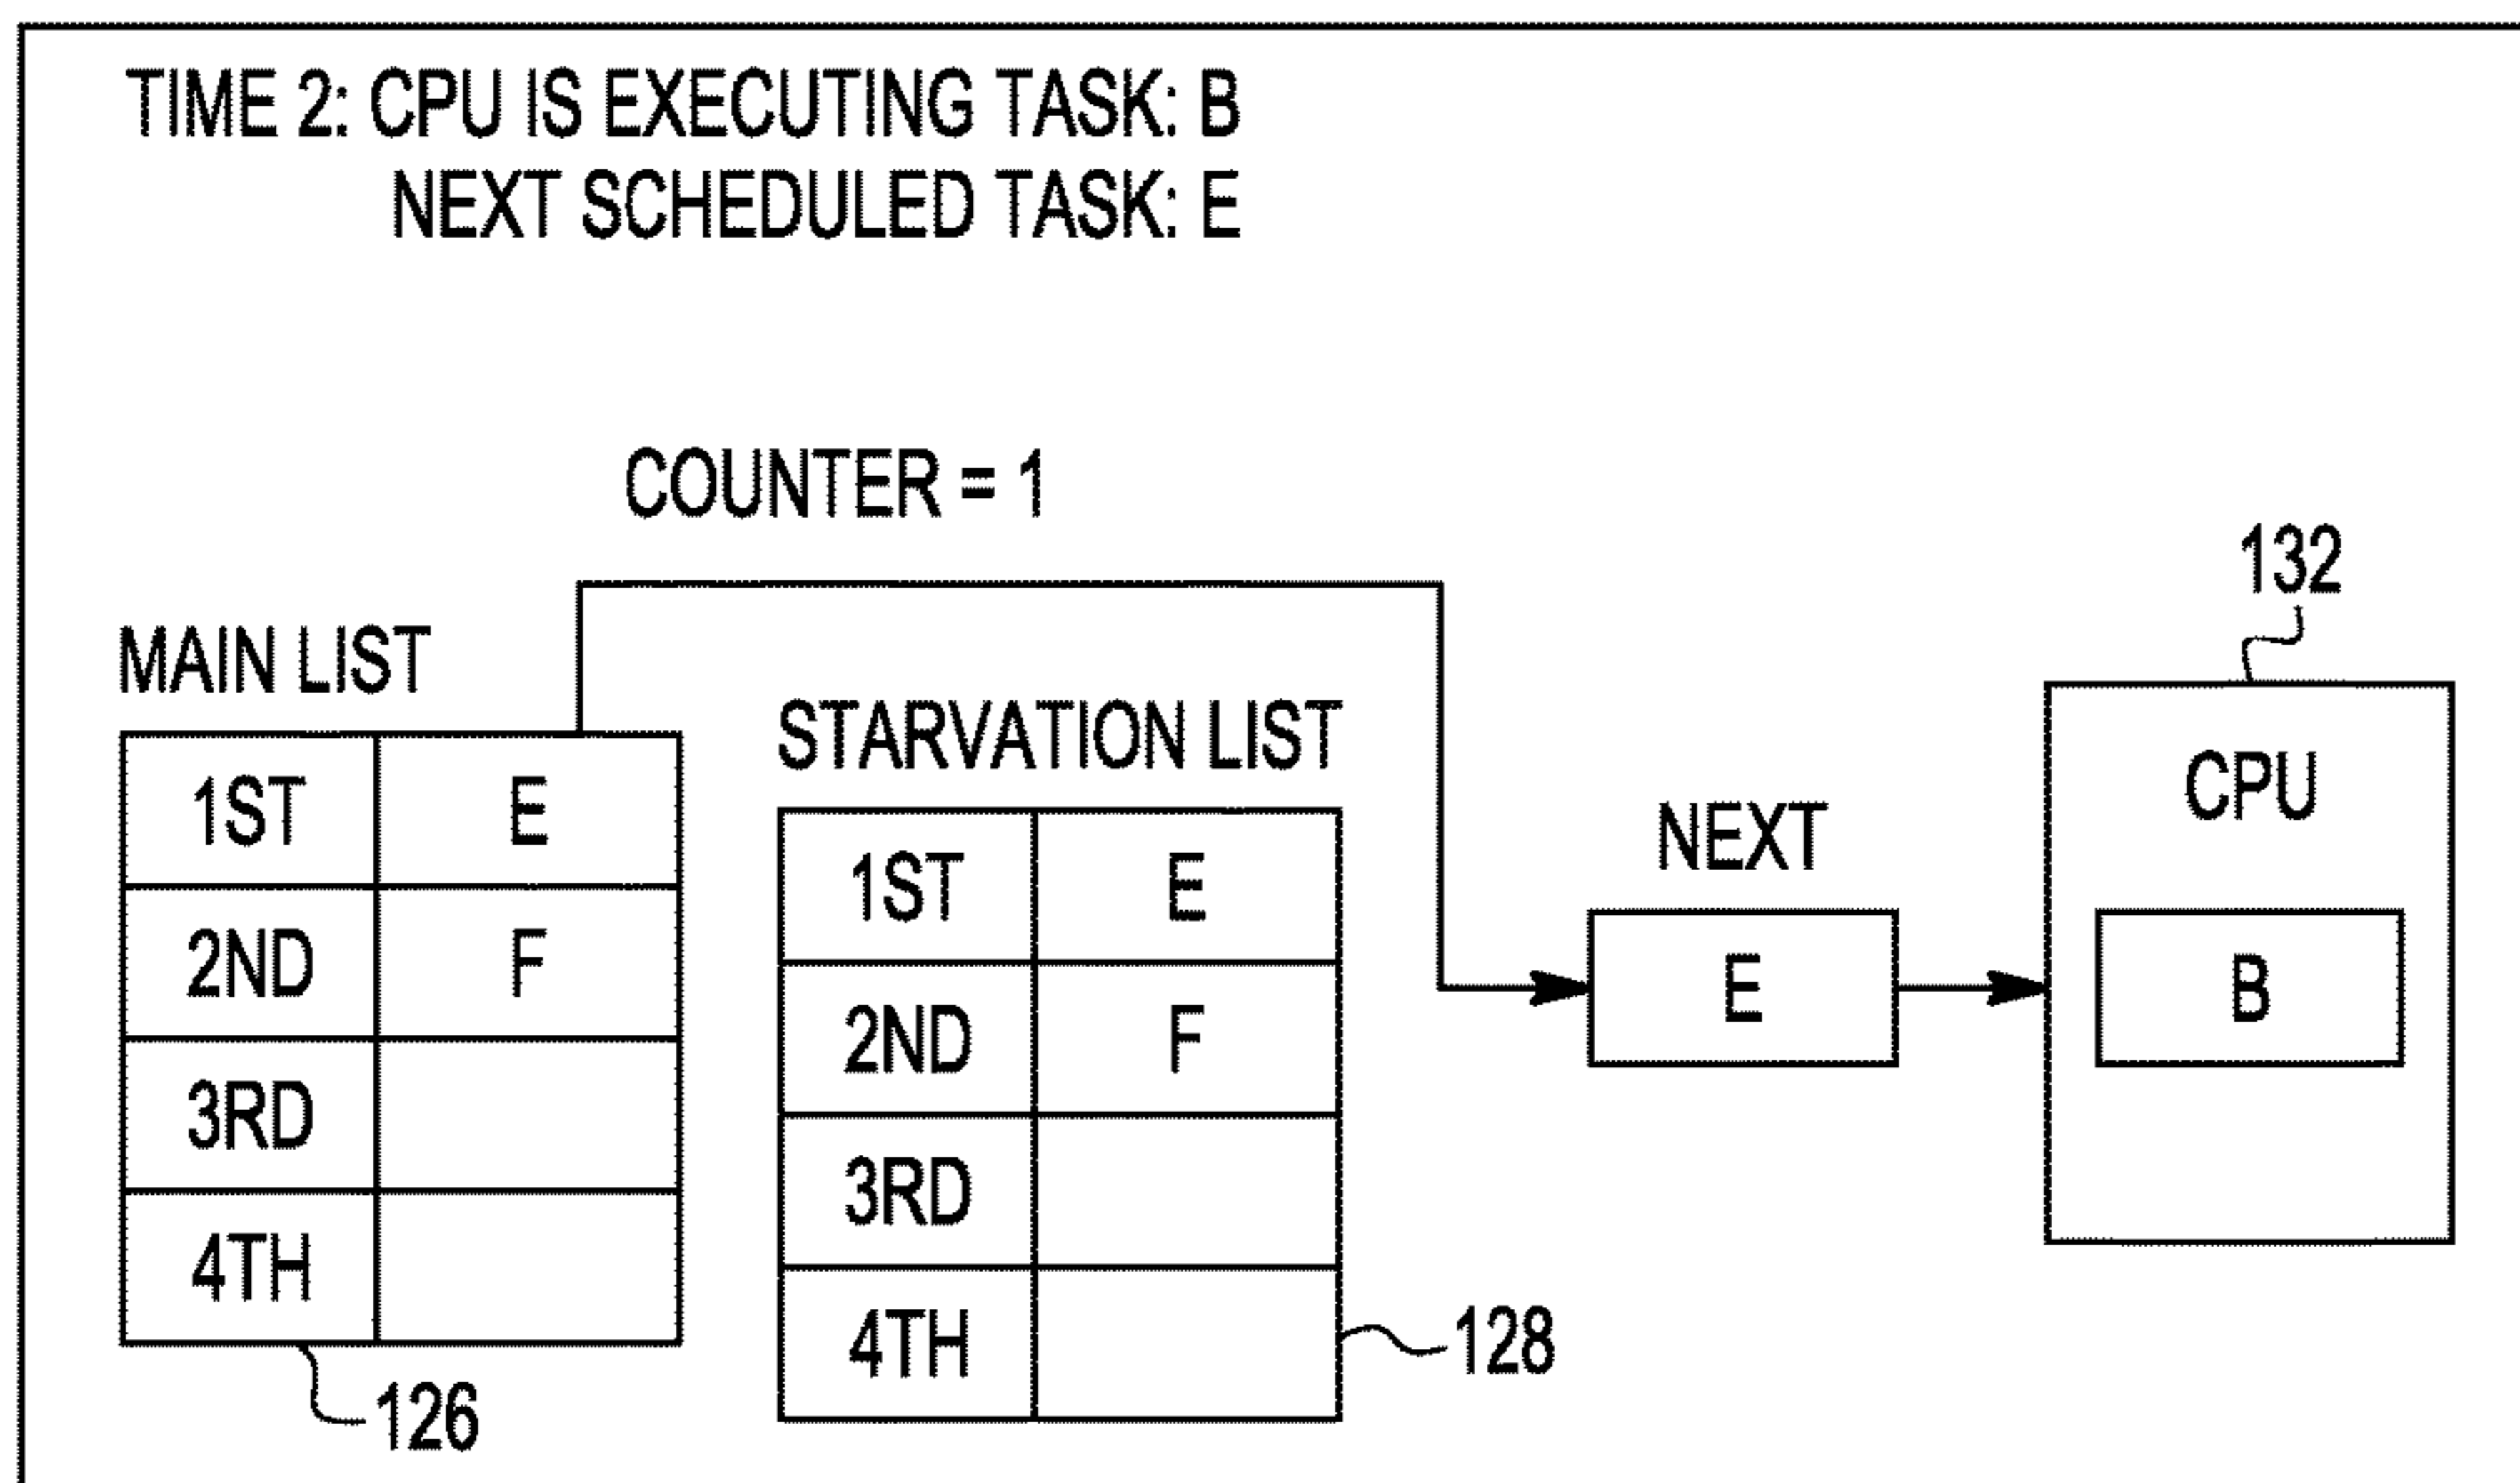 TIME 2: CPU IS EXECUTING TASK: B
NEXT SCHEDULED TASK: E
COUNTER = 1
132
MAIN LIST
1ST E
2ND F
3RD
4TH
126
STARVATION LIST
1ST E
2ND F
3RD
4TH
128
NEXT
E
CPU
B